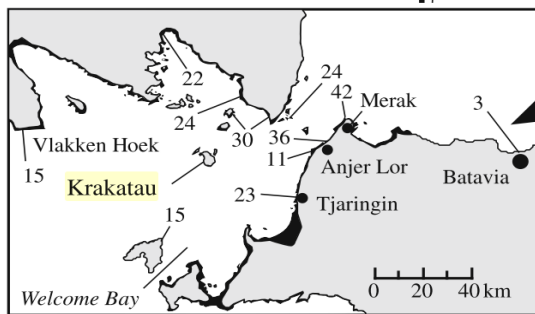 22
24
42
Merak
3
24
Vlakken Hoek
30
36
11
Anjer Lor
15
Krakatau
Batavia
23
Tjaringin
15
Welcome Bay
0 20 40 km